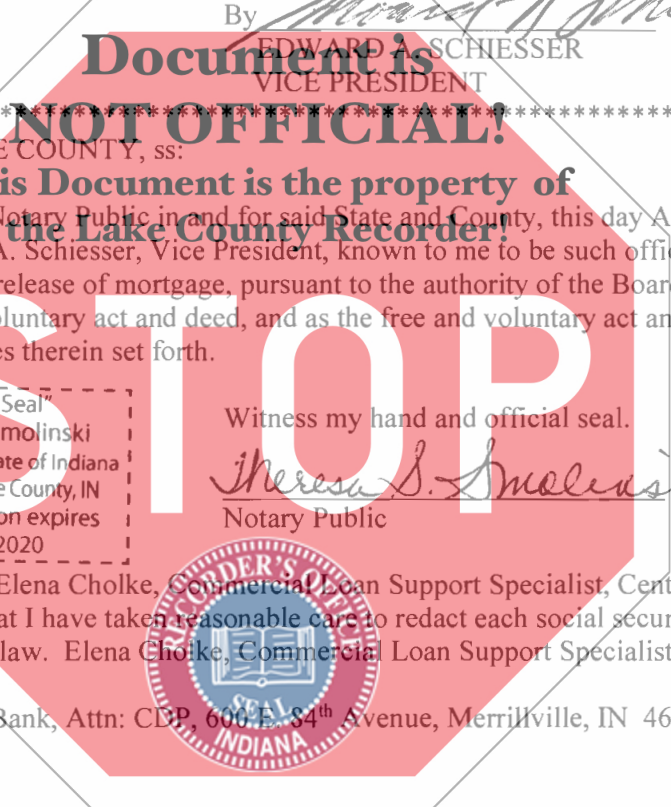 By
EDWARD A. SCHIESSER
Document is
VICE PRESIDENT
NOT OFFICIAL!
E COUNTY, ss:
is Document is the property of
Notary Public in and for said State and County, this day A
the Lake County Recorder!
A. Schiesser, Vice President, known to me to be such offic
release of mortgage, pursuant to the authority of the Board
luntary act and deed, and as the free and voluntary act an
es therein set forth.
STOP
Seal"
molinski
ate of Indiana
e County, IN
on expires
2020
Witness my hand and official seal.
Theresa S. Smolins
Notary Public
Elena Cholke, Commercial Loan Support Specialist, Cent
at I have taken reasonable care to redact each social secur
law. Elena Cholke, Commercial Loan Support Specialist
RECORDER'S OFFICE
SEAL
INDIANA
Bank, Attn: CDP, 600 E. 84th Avenue, Merrillville, IN 46